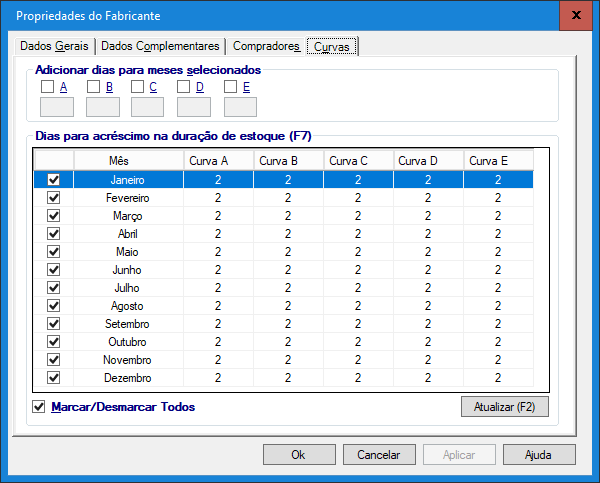 Propriedades do Fabricante
Dados Gerais Dados Complementares Compradores Curvas
Adicionar dias para meses selecionados
A B C D E
Dias para acréscimo na duração de estoque (F7)
Mês Curva A Curva B Curva C Curva D Curva E
Janeiro 2 2 2 2 2
Fevereiro 2 2 2 2 2
Março 2 2 2 2 2
Abril 2 2 2 2 2
Maio 2 2 2 2 2
Junho 2 2 2 2 2
Julho 2 2 2 2 2
Agosto 2 2 2 2 2
Setembro 2 2 2 2 2
Outubro 2 2 2 2 2
Novembro 2 2 2 2 2
Dezembro 2 2 2 2 2
Marcar/Desmarcar Todos Atualizar (F2)
Ok Cancelar Aplicar Ajuda